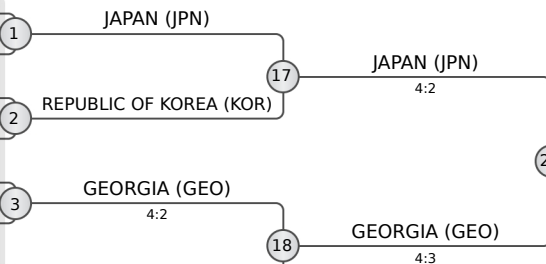 JAPAN (JPN)
1
17
JAPAN (JPN)
4:2
REPUBLIC OF KOREA (KOR)
2
GEORGIA (GEO)
3
4:2
18
GEORGIA (GEO)
4:3